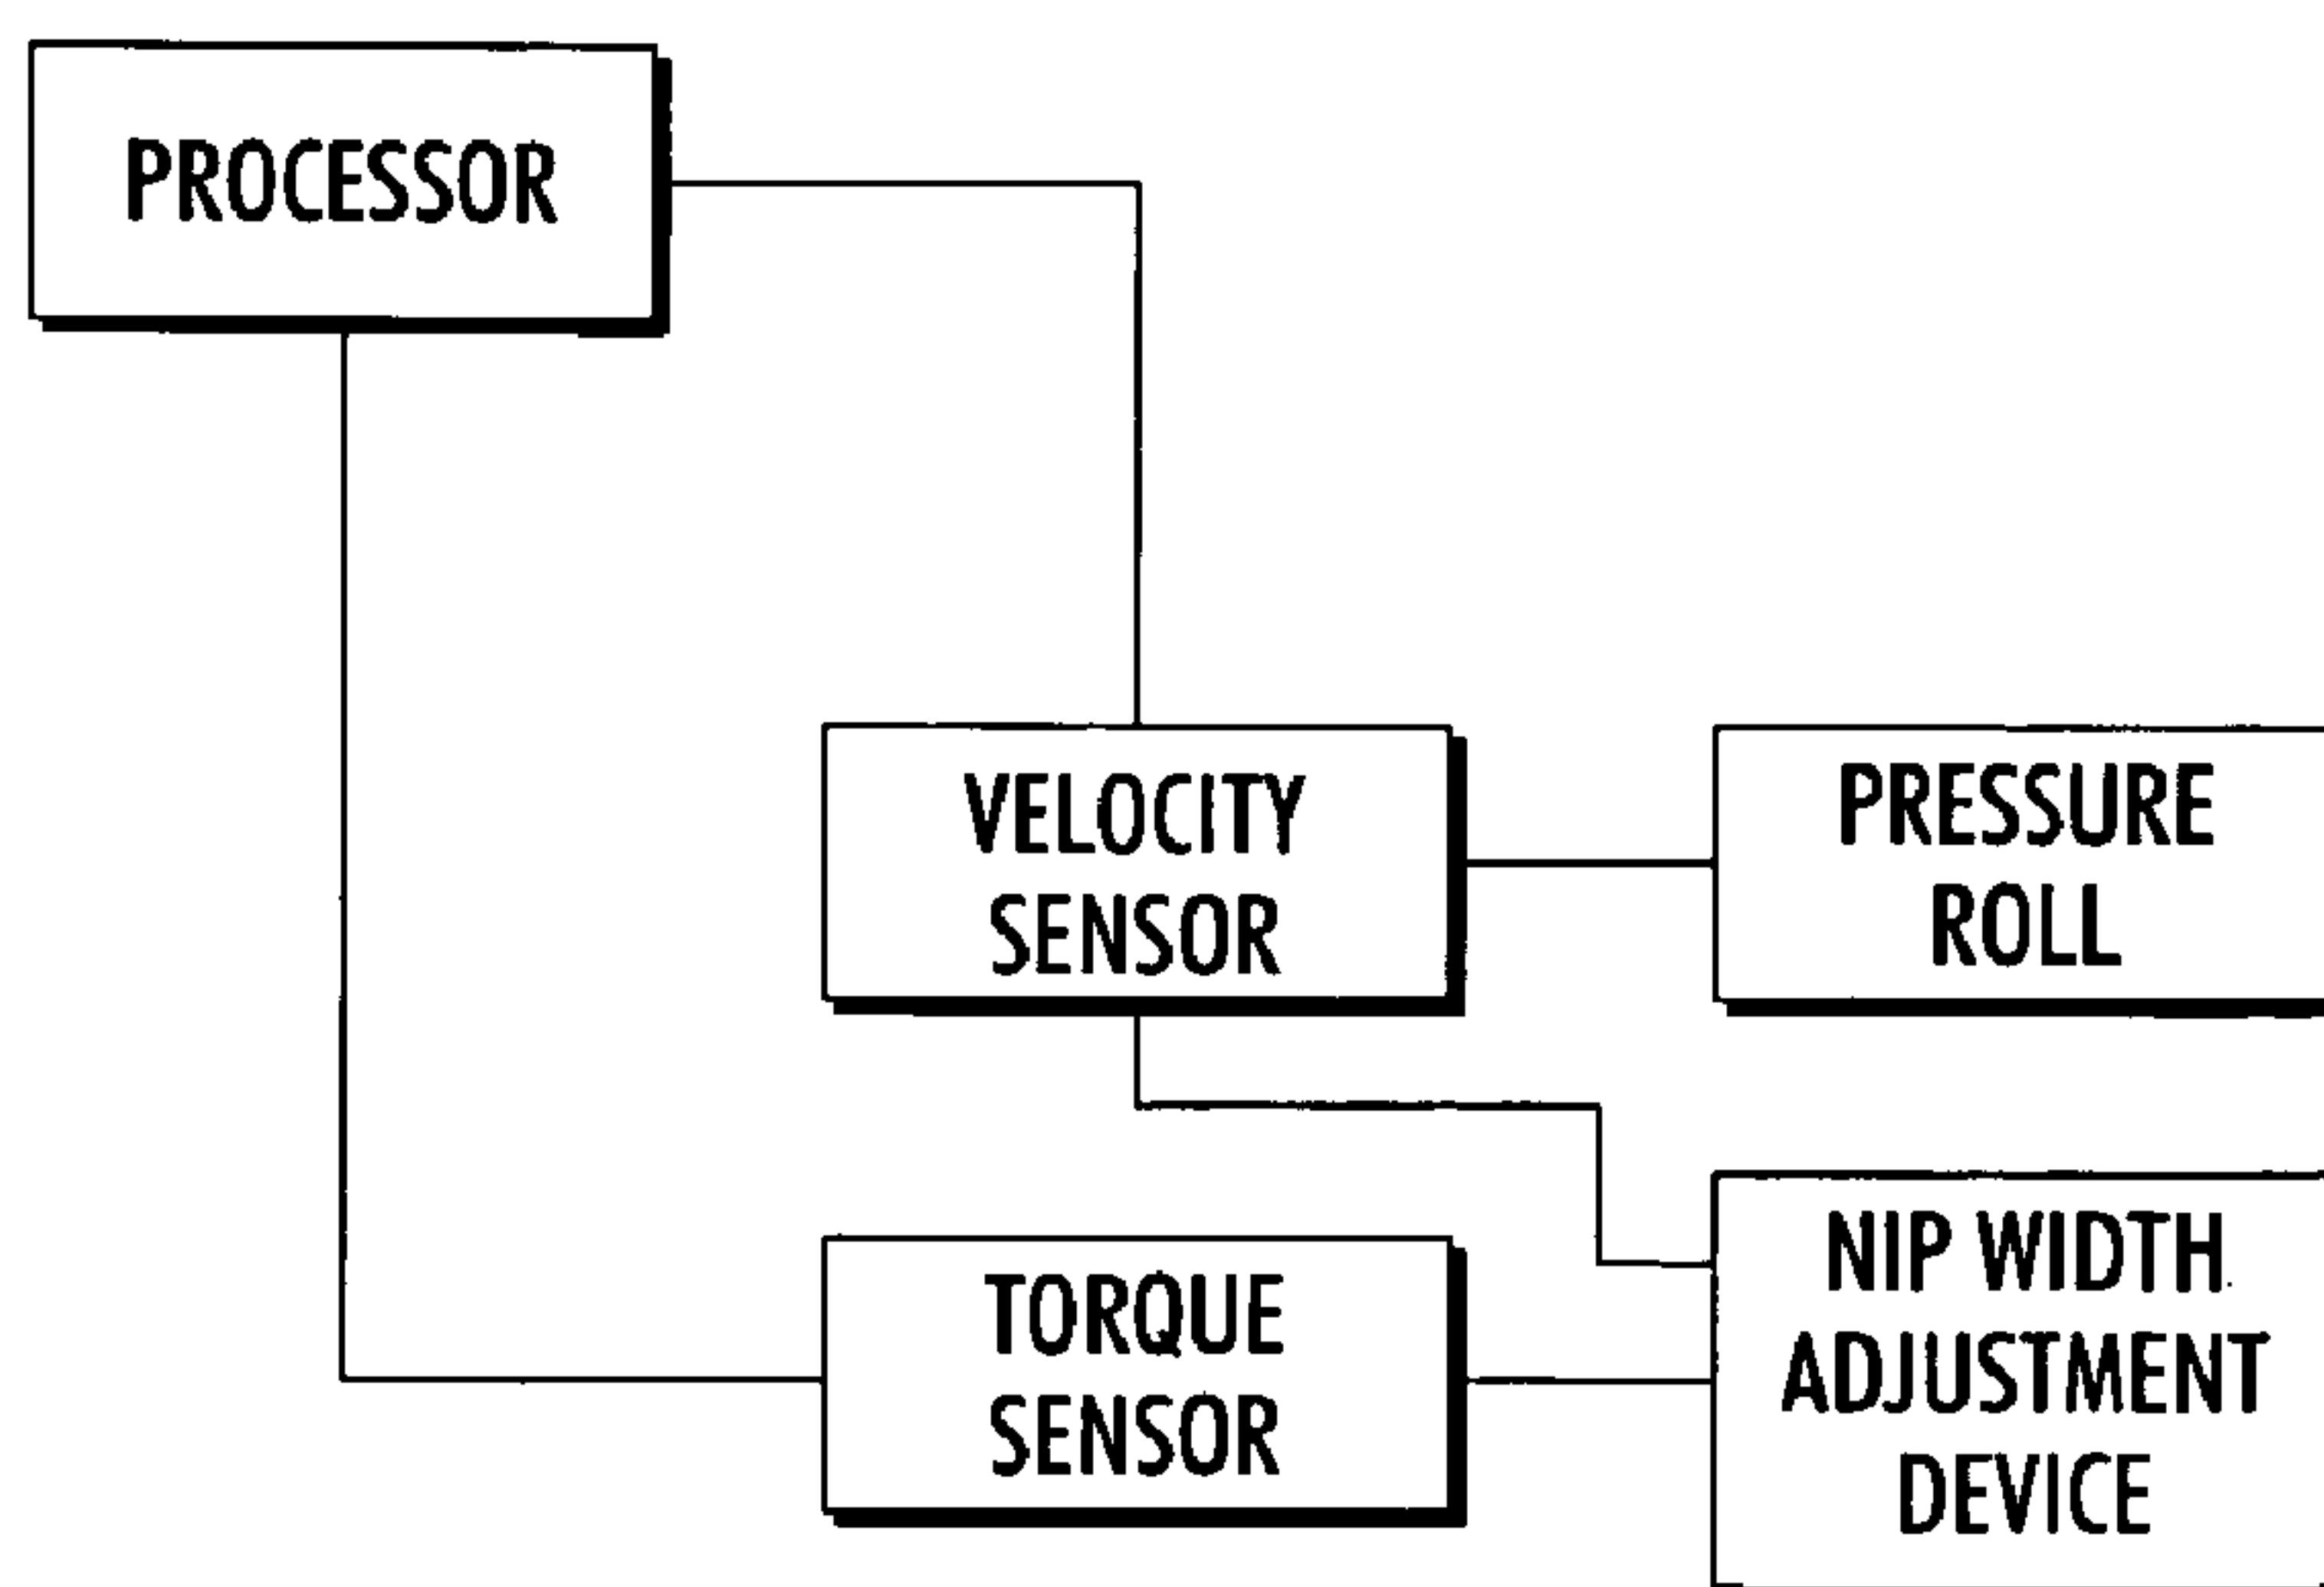 PROCESSOR
VELOCITY
SENSOR
PRESSURE
ROLL
TORQUE
SENSOR
NIP WIDTH
ADJUSTMENT
DEVICE